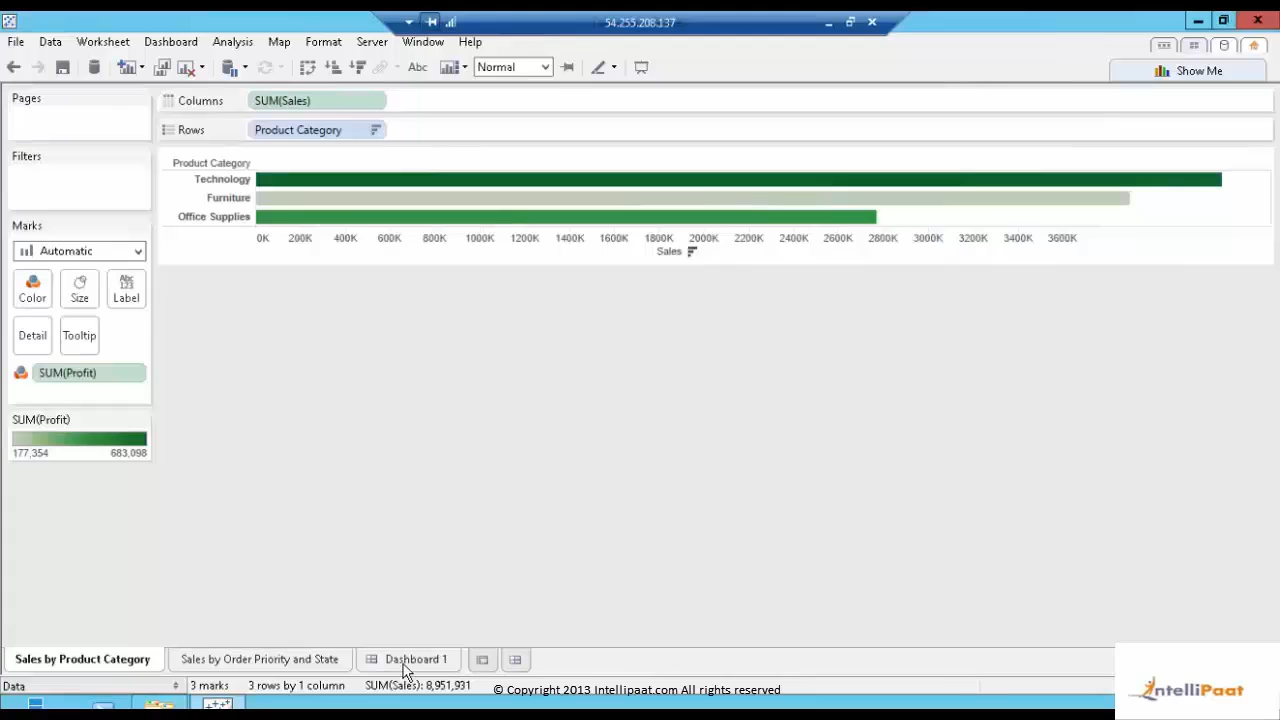 54.255.208.137
File Data Worksheet Dashboard Analysis Map Format Server Window Help
Abc Normal
Show Me
Pages
Columns SUM(Sales)
Rows Product Category
Filters
Product Category
Technology
Furniture
Office Supplies
0K 200K 400K 600K 800K 1000K 1200K 1400K 1600K 1800K 2000K 2200K 2400K 2600K 2800K 3000K 3200K 3400K 3600K
Sales
Marks
Automatic
Color Size Abc 123 Label
Detail Tooltip
SUM(Profit)
SUM(Profit)
177,354 683,098
Sales by Product Category Sales by Order Priority and State Dashboard 1
Data 3 marks 3 rows by 1 column SUM(Sales): 8,951,931
© Copyright 2013 Intellipaat.com All rights reserved
IntelliPaat